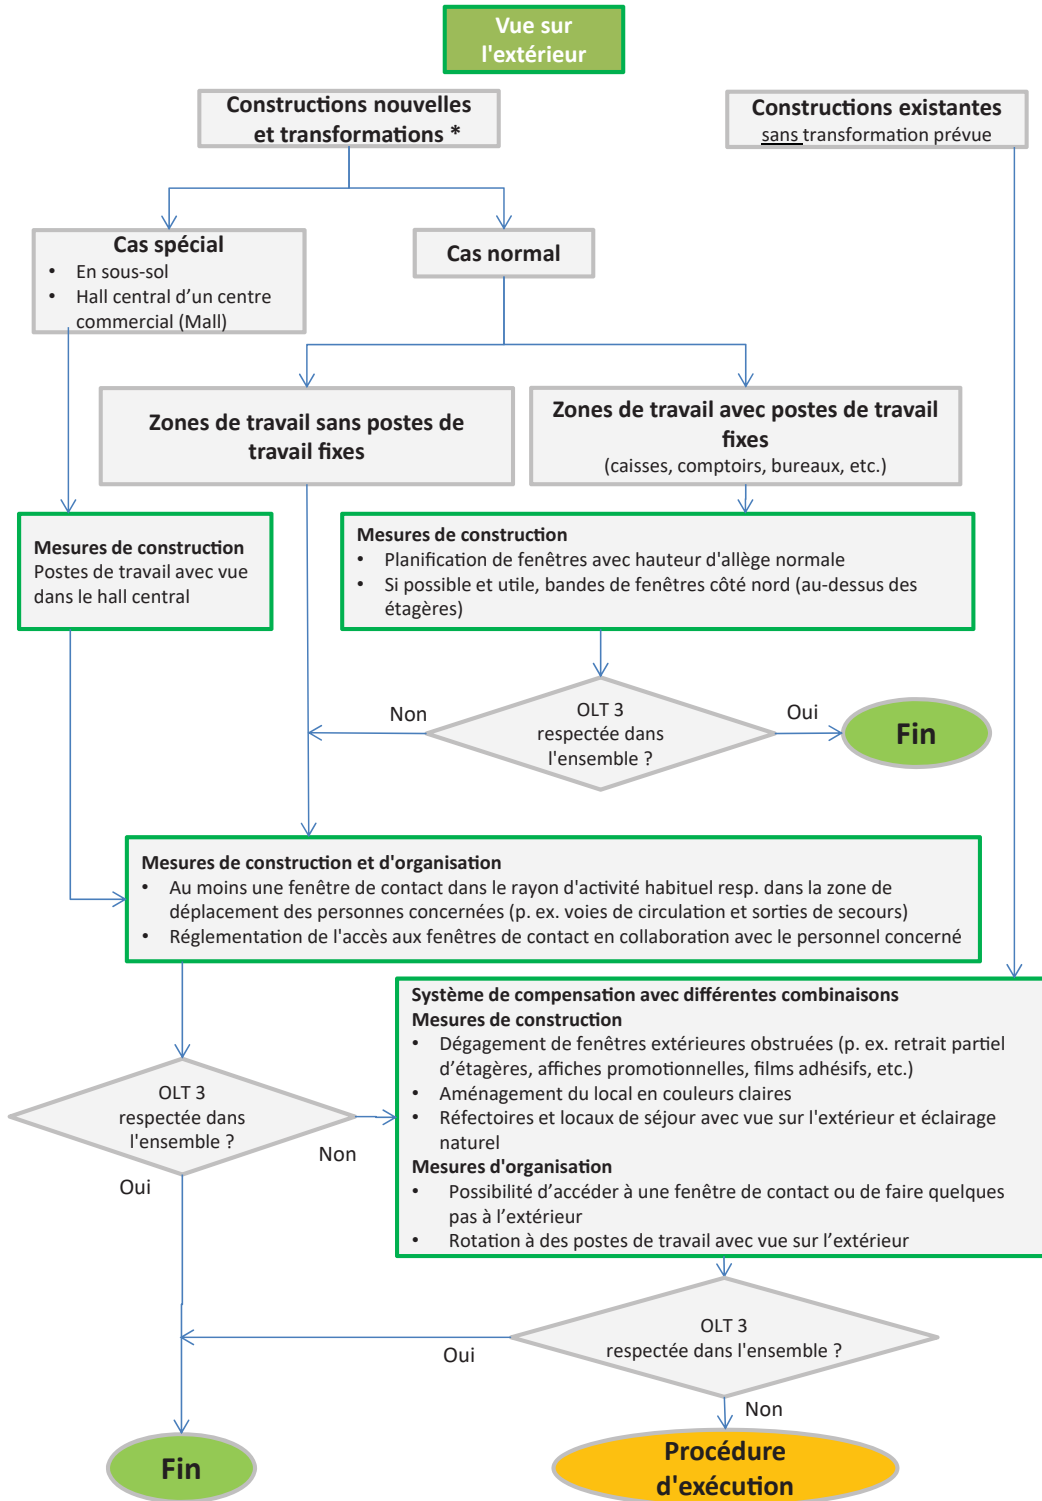 Vue sur
l'extérieur
Constructions nouvelles
et transformations *
Constructions existantes
sans transformation prévue
Cas spécial
• En sous-sol
• Hall central d’un centre
commercial (Mall)
Cas normal
Zones de travail sans postes de
travail fixes
Zones de travail avec postes de travail
fixes
(caisses, comptoirs, bureaux, etc.)
Mesures de construction
Postes de travail avec vue
dans le hall central
Mesures de construction
• Planification de fenêtres avec hauteur d'allège normale
• Si possible et utile, bandes de fenêtres côté nord (au-dessus des
étagères)
Non
OLT 3
respectée dans
l'ensemble ?
Oui
Fin
Mesures de construction et d'organisation
• Au moins une fenêtre de contact dans le rayon d'activité habituel resp. dans la zone de
déplacement des personnes concernées (p. ex. voies de circulation et sorties de secours)
• Réglementation de l'accès aux fenêtres de contact en collaboration avec le personnel concerné
Système de compensation avec différentes combinaisons
Mesures de construction
• Dégagement de fenêtres extérieures obstruées (p. ex. retrait partiel
d’étagères, affiches promotionnelles, films adhésifs, etc.)
• Aménagement du local en couleurs claires
• Réfectoires et locaux de séjour avec vue sur l'extérieur et éclairage
naturel
Mesures d'organisation
• Possibilité d’accéder à une fenêtre de contact ou de faire quelques
pas à l’extérieur
• Rotation à des postes de travail avec vue sur l’extérieur
OLT 3
respectée dans
l'ensemble ?
Non
Oui
OLT 3
respectée dans l'ensemble ?
Oui
Non
Fin
Procédure
d'exécution